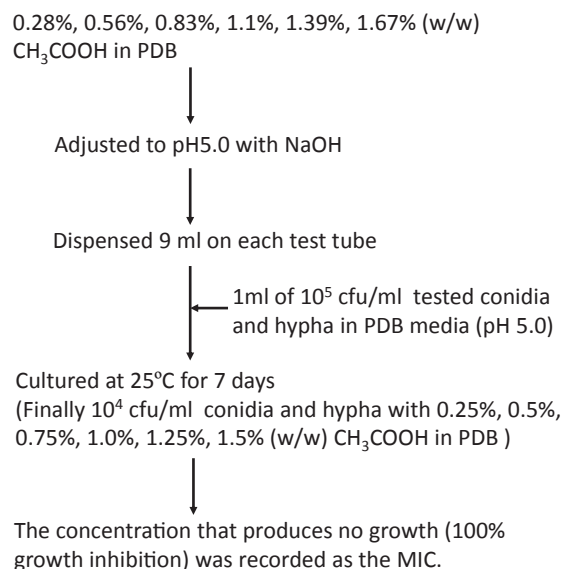 0.28%, 0.56%, 0.83%, 1.1%, 1.39%, 1.67% (w/w)
CH₃COOH in PDB
Adjusted to pH5.0 with NaOH
Dispensed 9 ml on each test tube
1ml of 10⁵ cfu/ml tested conidia
and hypha in PDB media (pH 5.0)
Cultured at 25ºC for 7 days
(Finally 10⁴ cfu/ml conidia and hypha with 0.25%, 0.5%,
0.75%, 1.0%, 1.25%, 1.5% (w/w) CH₃COOH in PDB )
The concentration that produces no growth (100%
growth inhibition) was recorded as the MIC.